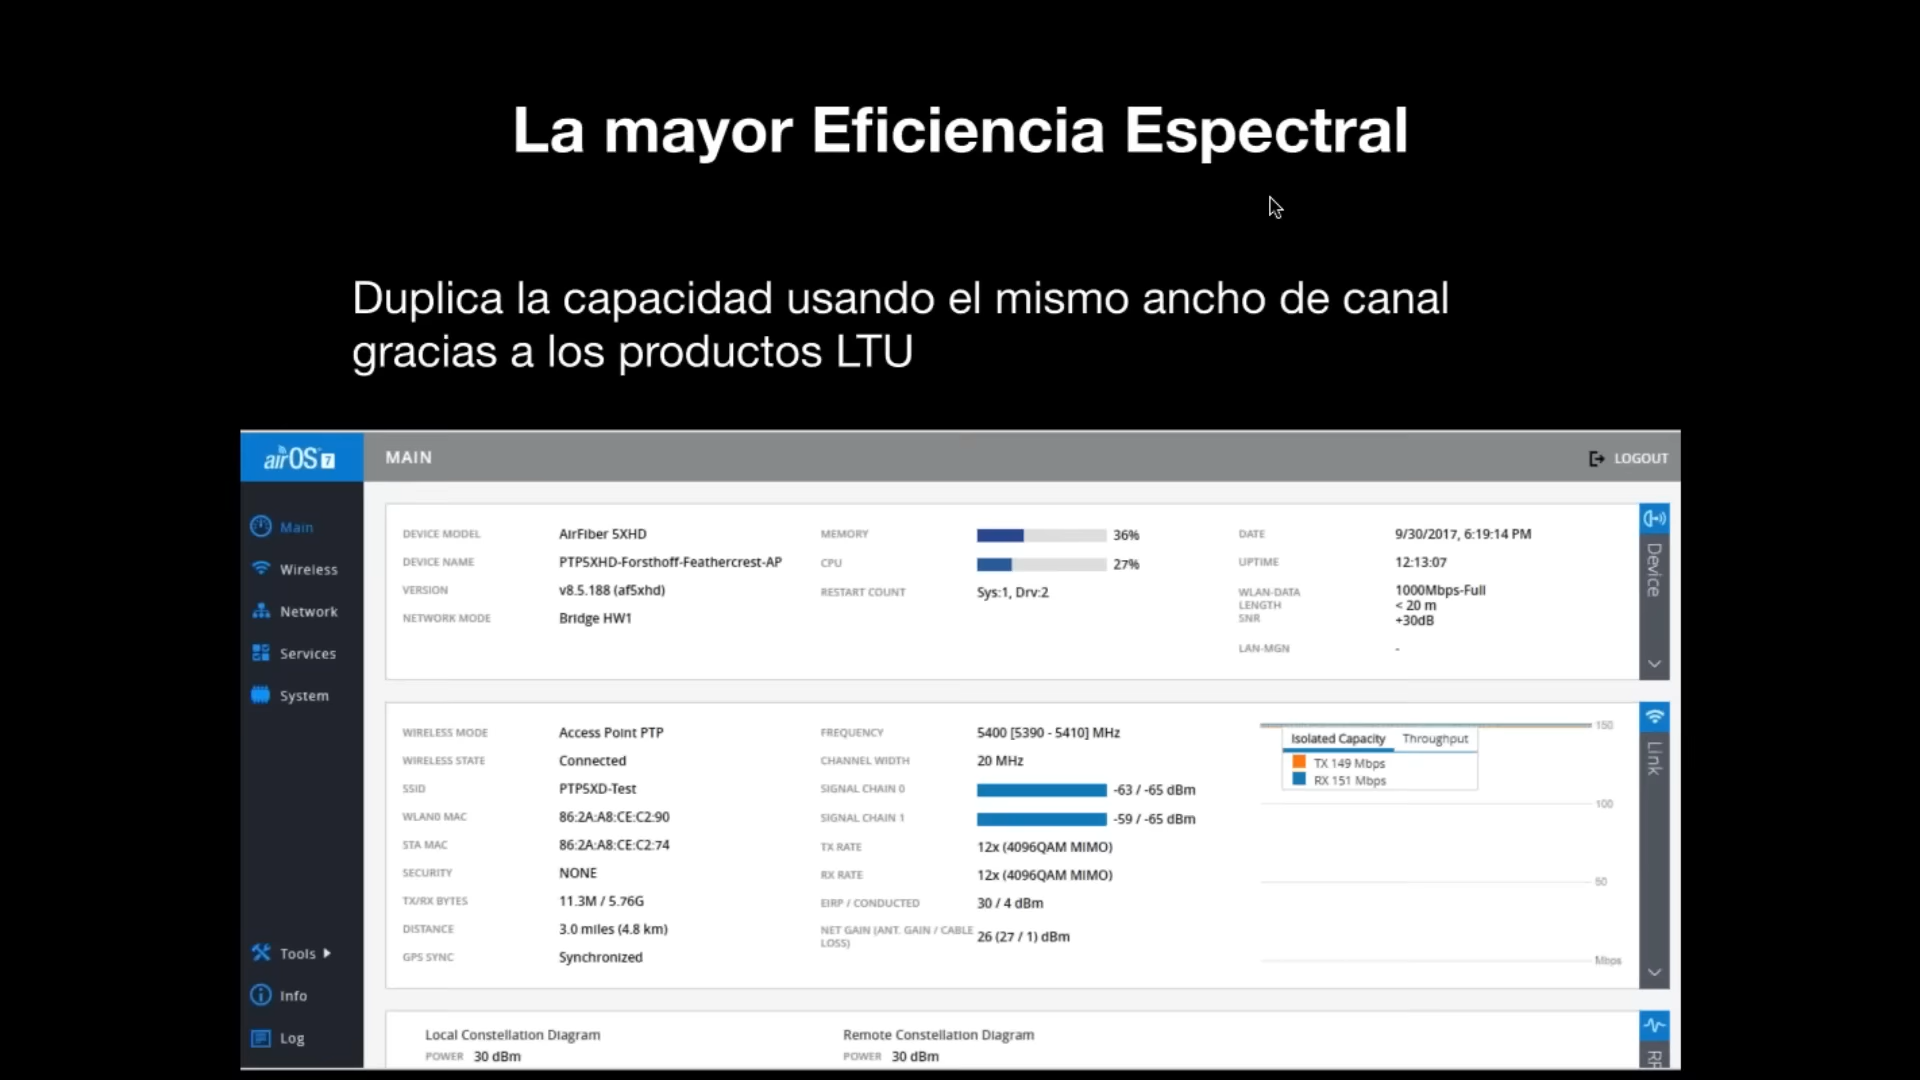 La mayor Eficiencia Espectral
Duplica la capacidad usando el mismo ancho de canal
gracias a los productos LTU
airOS 7
MAIN
LOGOUT
Main
Wireless
Network
Services
System
Tools
Info
Log
DEVICE MODEL AirFiber 5XHD
DEVICE NAME PTP5XHD-Forsthoff-Feathercrest-AP
VERSION v8.5.188 (af5xhd)
NETWORK MODE Bridge HW1
MEMORY 36%
CPU 27%
RESTART COUNT Sys:1, Drv:2
DATE 9/30/2017, 6:19:14 PM
UPTIME 12:13:07
WLAN-DATA 1000Mbps-Full
LENGTH < 20 m
SNR +30dB
LAN-MGN -
Device
WIRELESS MODE Access Point PTP
WIRELESS STATE Connected
SSID PTP5XD-Test
WLAN0 MAC 86:2A:A8:CE:C2:90
STA MAC 86:2A:A8:CE:C2:74
SECURITY NONE
TX/RX BYTES 11.3M / 5.76G
DISTANCE 3.0 miles (4.8 km)
GPS SYNC Synchronized
FREQUENCY 5400 [5390 - 5410] MHz
CHANNEL WIDTH 20 MHz
SIGNAL CHAIN 0 -63 / -65 dBm
SIGNAL CHAIN 1 -59 / -65 dBm
TX RATE 12x (4096QAM MIMO)
RX RATE 12x (4096QAM MIMO)
EIRP / CONDUCTED 30 / 4 dBm
NET GAIN (ANT. GAIN / CABLE
LOSS) 26 (27 / 1) dBm
Isolated Capacity Throughput
TX 149 Mbps
RX 151 Mbps
150
100
50
Mbps
Link
Local Constellation Diagram
POWER 30 dBm
Remote Constellation Diagram
POWER 30 dBm
RF